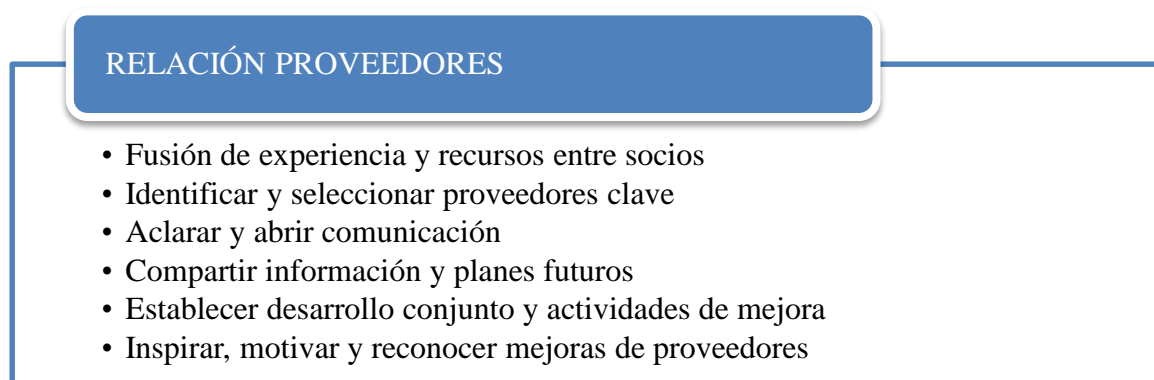 RELACIÓN PROVEEDORES
• Fusión de experiencia y recursos entre socios
• Identificar y seleccionar proveedores clave
• Aclarar y abrir comunicación
• Compartir información y planes futuros
• Establecer desarrollo conjunto y actividades de mejora
• Inspirar, motivar y reconocer mejoras de proveedores